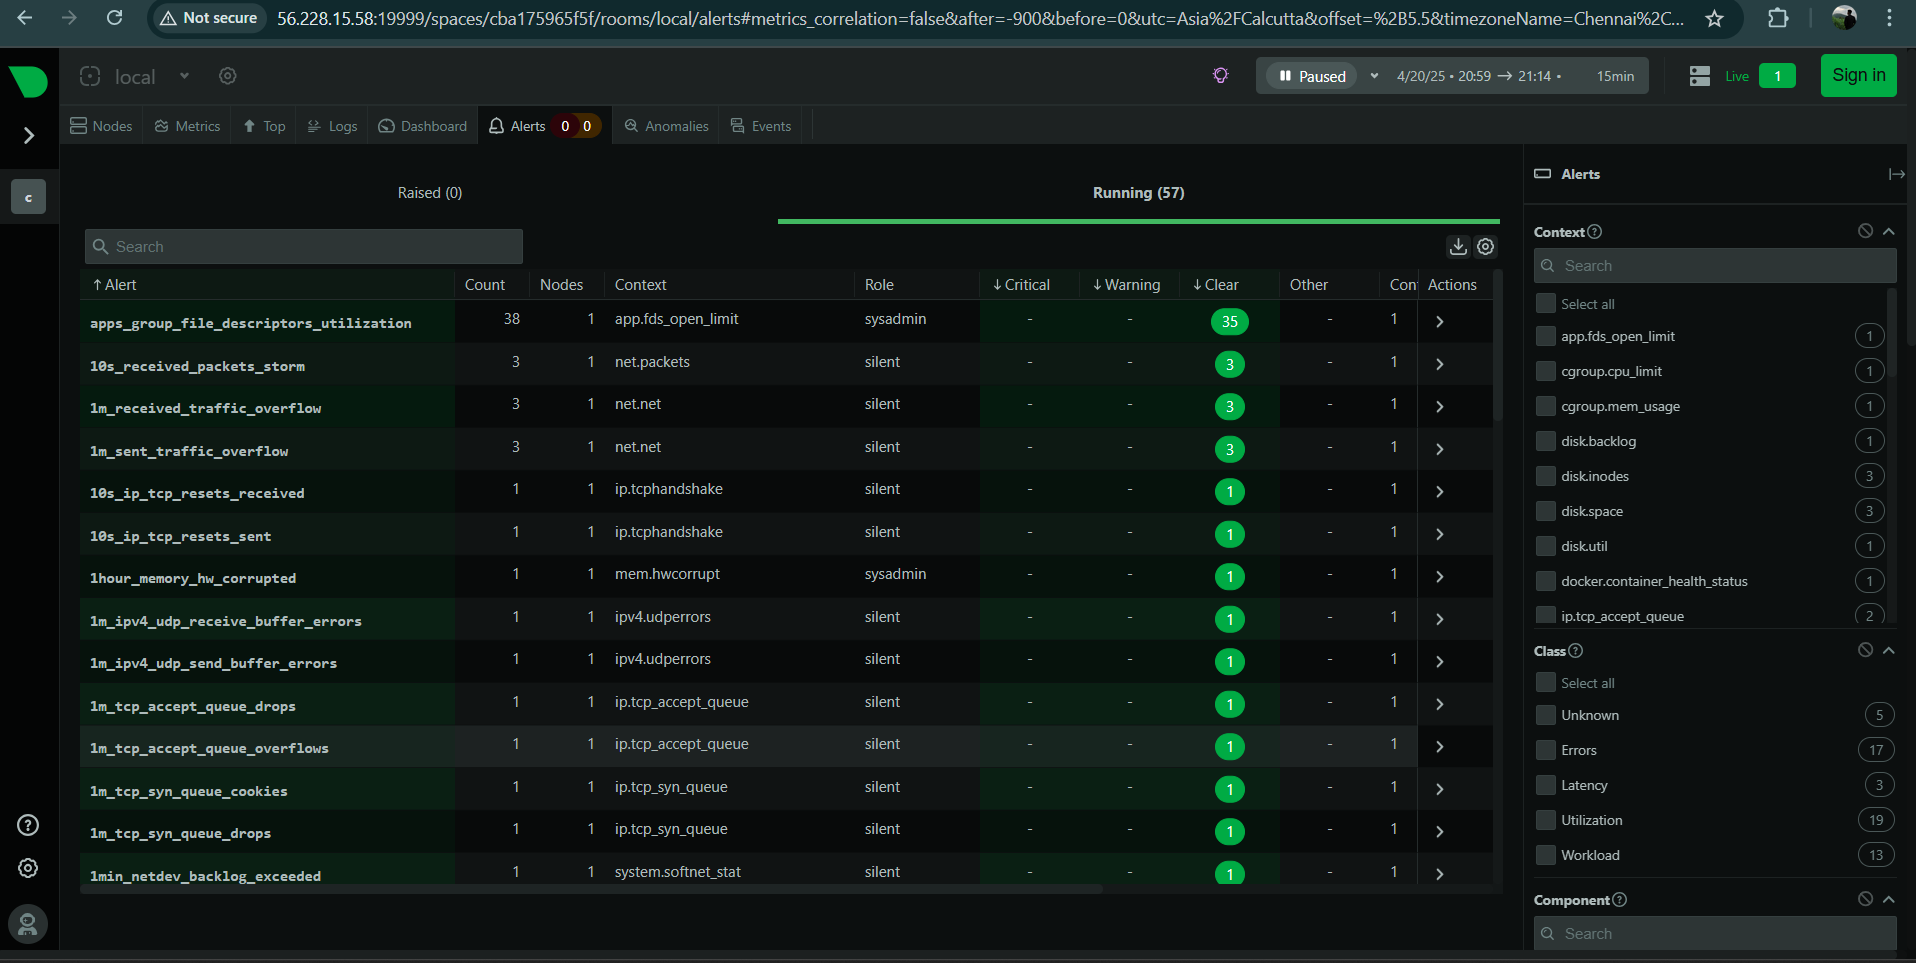 Not secure 56.228.15.58:19999/spaces/cba175965f5f/rooms/local/alerts#metrics_correlation=false&after=-900&before=0&utc=Asia%2FCalcutta&offset=%2B5.5&timezoneName=Chennai%2C...
local Paused 4/20/25 • 20:59 → 21:14 • 15min Live 1 Sign in
Nodes Metrics Top Logs Dashboard Alerts 0 0 Anomalies Events
c
Raised (0) Running (57)
Search
↑ Alert Count Nodes Context Role ↓ Critical ↓ Warning ↓ Clear Other Con Actions
apps_group_file_descriptors_utilization 38 1 app.fds_open_limit sysadmin - - 35 - 1
10s_received_packets_storm 3 1 net.packets silent - - 3 - 1
1m_received_traffic_overflow 3 1 net.net silent - - 3 - 1
1m_sent_traffic_overflow 3 1 net.net silent - - 3 - 1
10s_ip_tcp_resets_received 1 1 ip.tcphandshake silent - - 1 - 1
10s_ip_tcp_resets_sent 1 1 ip.tcphandshake silent - - 1 - 1
1hour_memory_hw_corrupted 1 1 mem.hwcorrupt sysadmin - - 1 - 1
1m_ipv4_udp_receive_buffer_errors 1 1 ipv4.udperrors silent - - 1 - 1
1m_ipv4_udp_send_buffer_errors 1 1 ipv4.udperrors silent - - 1 - 1
1m_tcp_accept_queue_drops 1 1 ip.tcp_accept_queue silent - - 1 - 1
1m_tcp_accept_queue_overflows 1 1 ip.tcp_accept_queue silent - - 1 - 1
1m_tcp_syn_queue_cookies 1 1 ip.tcp_syn_queue silent - - 1 - 1
1m_tcp_syn_queue_drops 1 1 ip.tcp_syn_queue silent - - 1 - 1
1min_netdev_backlog_exceeded 1 1 system.softnet_stat silent - - 1 - 1
Alerts
Context
Search
Select all
app.fds_open_limit 1
cgroup.cpu_limit 1
cgroup.mem_usage 1
disk.backlog 1
disk.inodes 3
disk.space 3
disk.util 1
docker.container_health_status 1
ip.tcp_accept_queue 2
Class
Select all
Unknown 5
Errors 17
Latency 3
Utilization 19
Workload 13
Component
Search